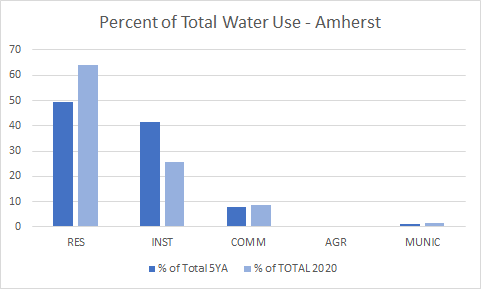 Percent of Total Water Use - Amherst
70
60
50
40
30
20
10
0
RES INST COMM AGR MUNIC
% of Total 5YA % of TOTAL 2020